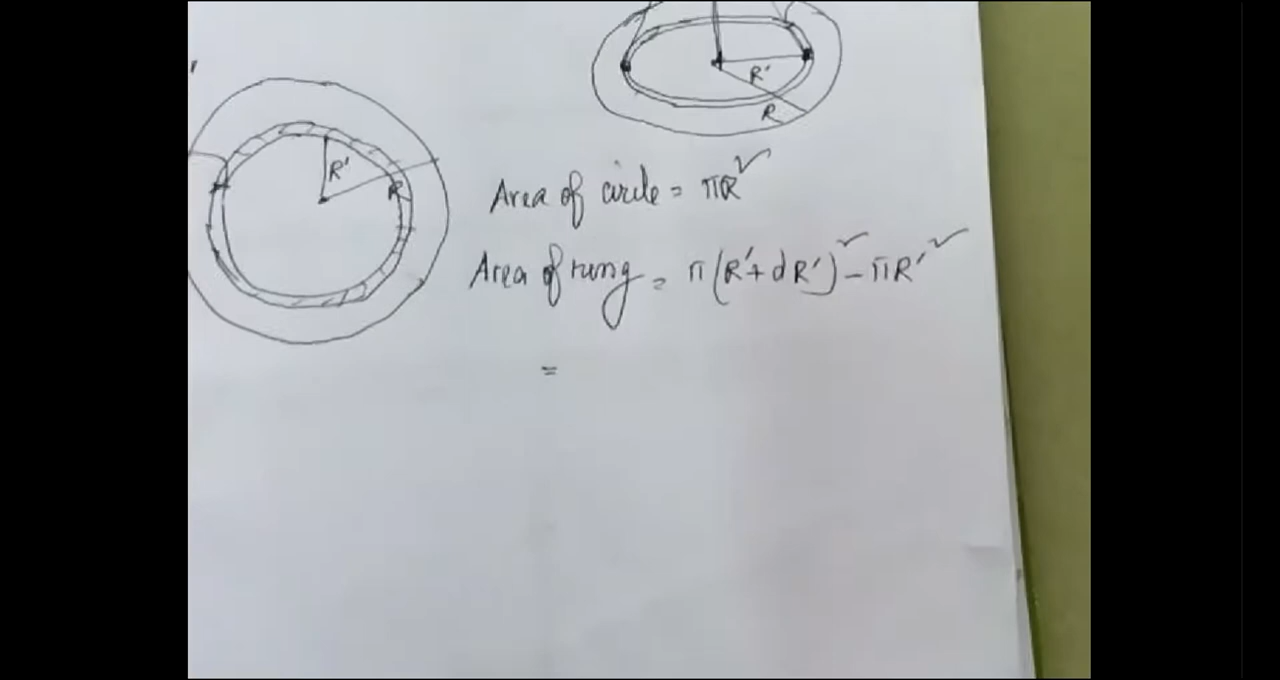 R'
R
R'
R
Area of circle = πR²
Area of ring = π(R'+dR')² - πR'²
=